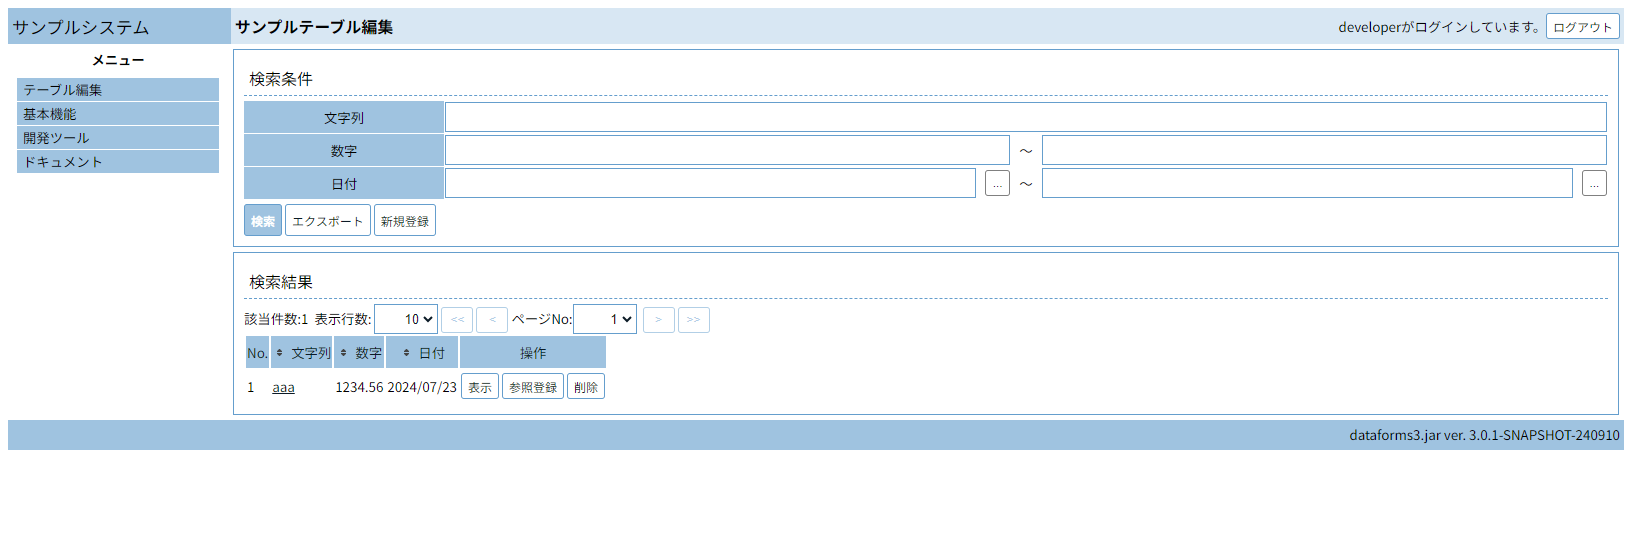 サンプルシステム
サンプルテーブル編集
developerがログインしています。 ログアウト
メニュー
テーブル編集
基本機能
開発ツール
ドキュメント
検索条件
文字列
数字 ～
日付 ... ～ ...
検索 エクスポート 新規登録
検索結果
該当件数:1 表示行数: 10 << < ページNo: 1 > >>
No. 文字列 数字 日付 操作
1 aaa 1234.56 2024/07/23 表示 参照登録 削除
dataforms3.jar ver. 3.0.1-SNAPSHOT-240910